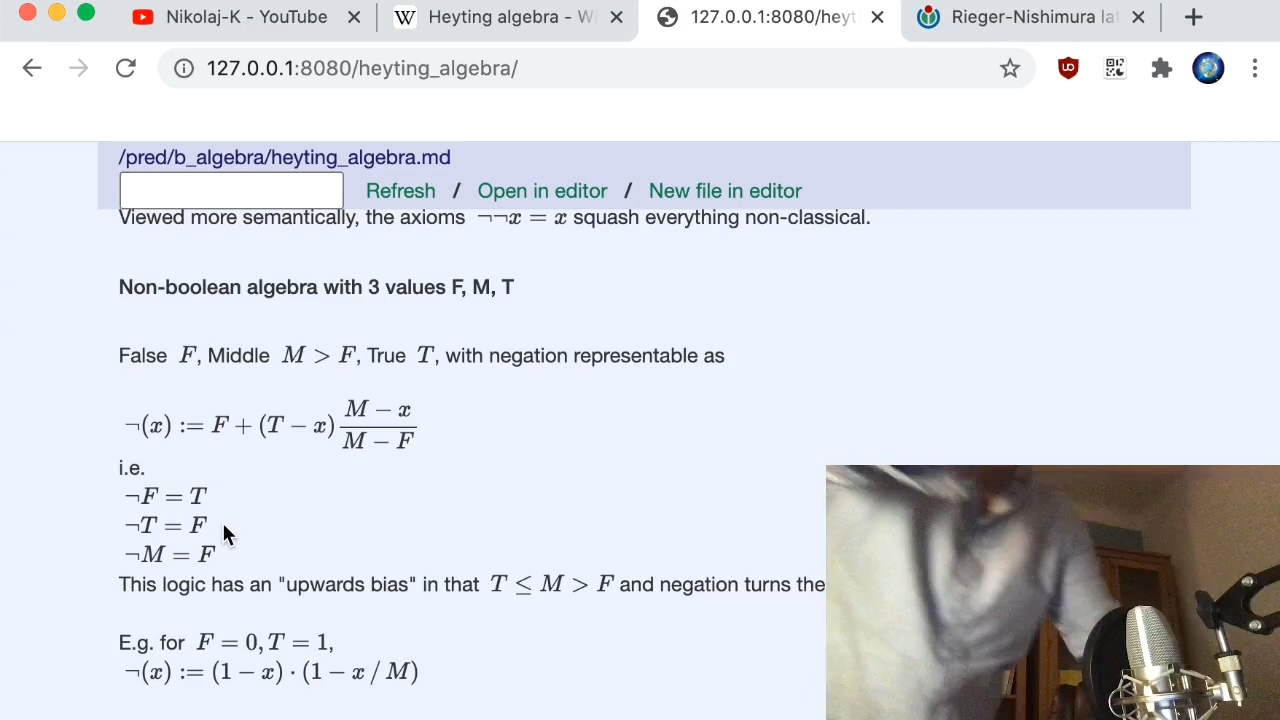 Nikolaj-K - YouTube
Heyting algebra - W
127.0.0.1:8080/heyt
Rieger-Nishimura la
127.0.0.1:8080/heyting_algebra/
/pred/b_algebra/heyting_algebra.md
Refresh / Open in editor / New file in editor
Viewed more semantically, the axioms ¬¬x = x squash everything non-classical.
Non-boolean algebra with 3 values F, M, T
False F, Middle M > F, True T, with negation representable as
¬(x) := F + (T − x) (M − x)/(M − F)
i.e.
¬F = T
¬T = F
¬M = F
This logic has an "upwards bias" in that T ≤ M > F and negation turns the
E.g. for F = 0, T = 1,
¬(x) := (1 − x) · (1 − x / M)